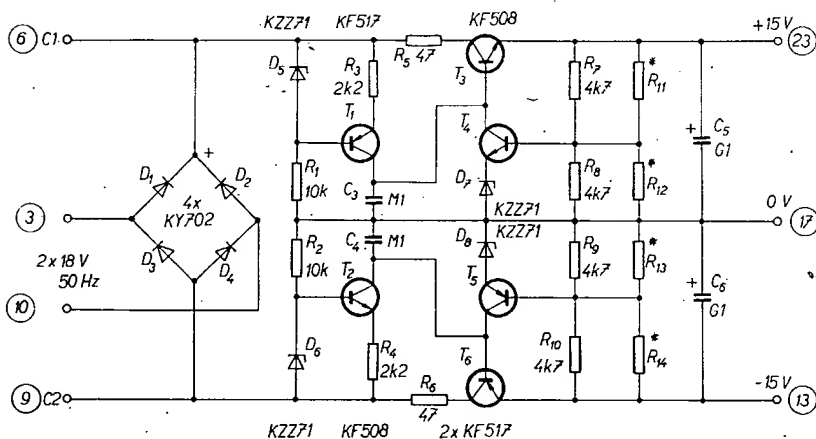 KZZ71 KF517 KF508
6 C1
R5 47
+15 V 23
D5
R3 2k2
T3
R7 4k7
* R11
T1
T4
C5 G1
+
+
D1 D2
4x KY702
R1 10k
C3 M1
D7
R8 4k7
* R12
KZZ71
3
0 V 17
D3 D4
C4 M1
D8
KZZ71
2 x 18 V
50 Hz
R2 10k
R9 4k7
* R13
T2
T5
+
C6 G1
10
D6
R4 2k2
T6
R10 4k7
* R14
9 C2
R6 47
-15 V 13
KZZ71 KF508 2x KF517